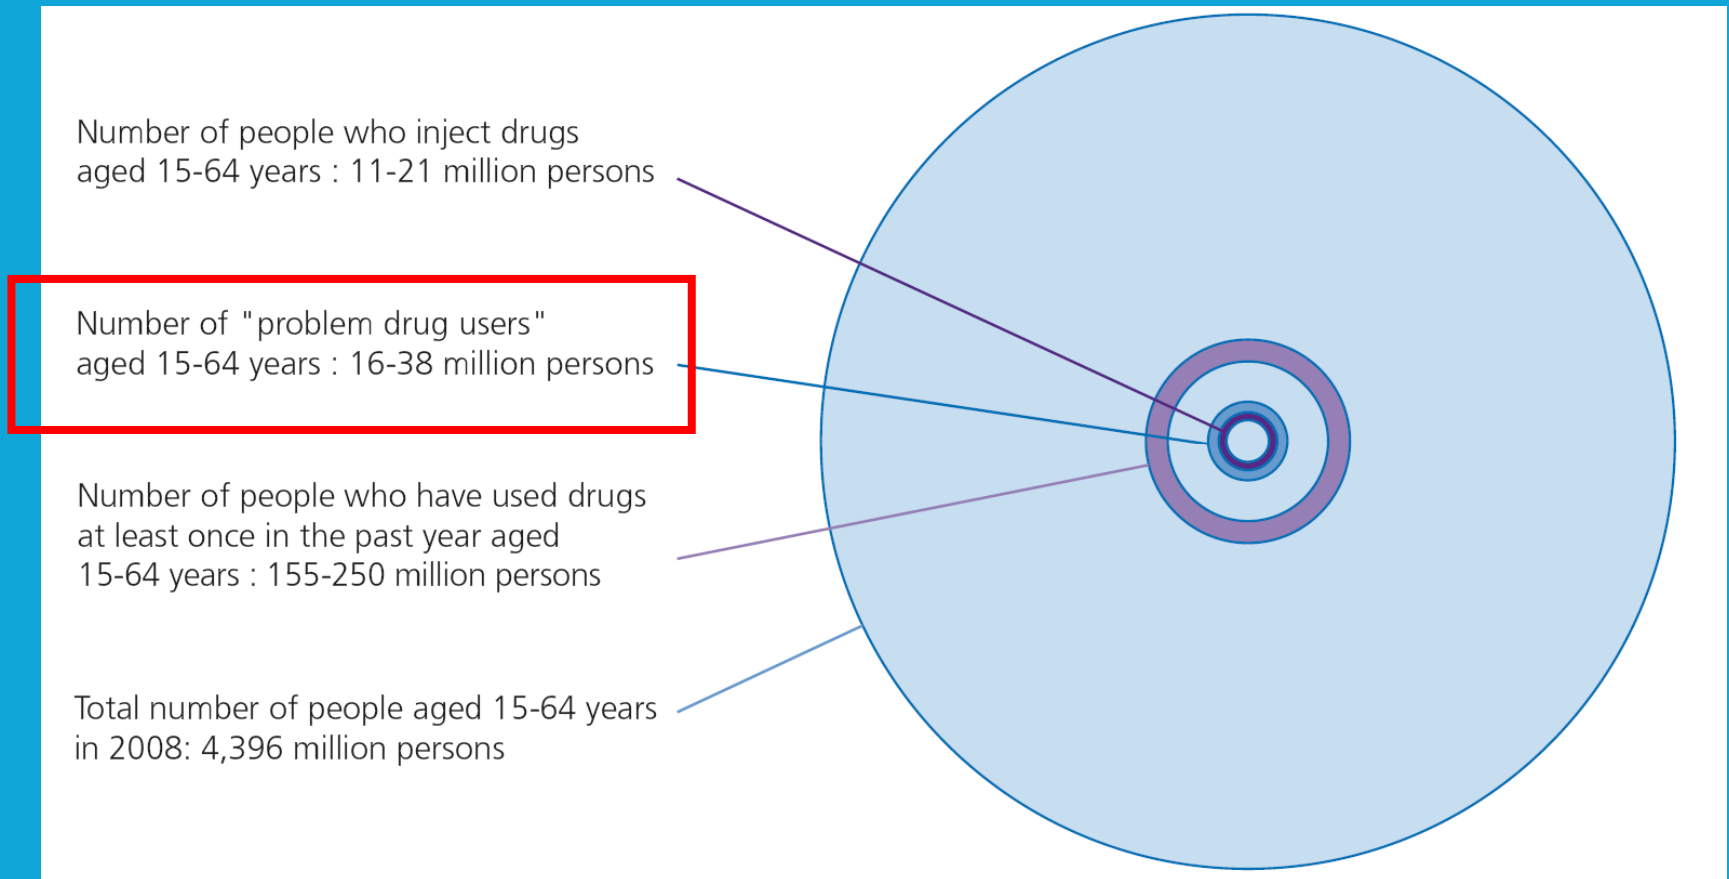 Number of people who inject drugs
aged 15-64 years : 11-21 million persons
Number of "problem drug users"
aged 15-64 years : 16-38 million persons
Number of people who have used drugs
at least once in the past year aged
15-64 years : 155-250 million persons
Total number of people aged 15-64 years
in 2008: 4,396 million persons